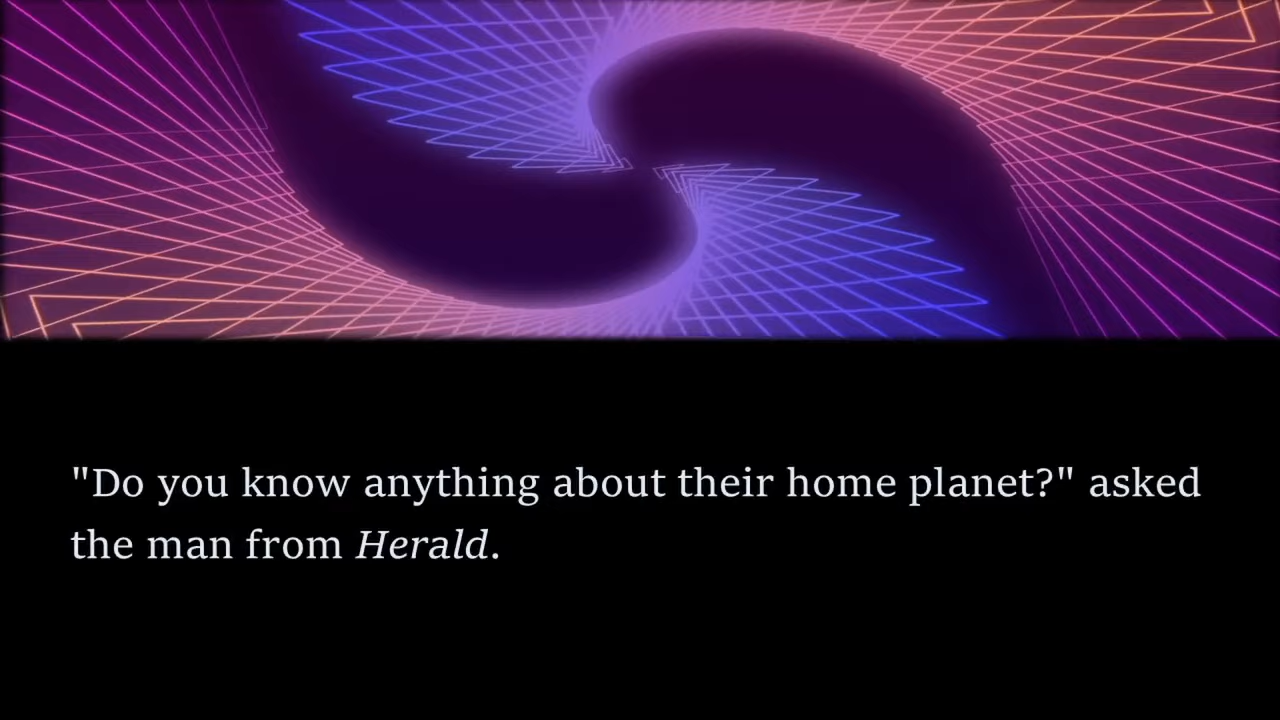 "Do you know anything about their home planet?" asked
the man from Herald.